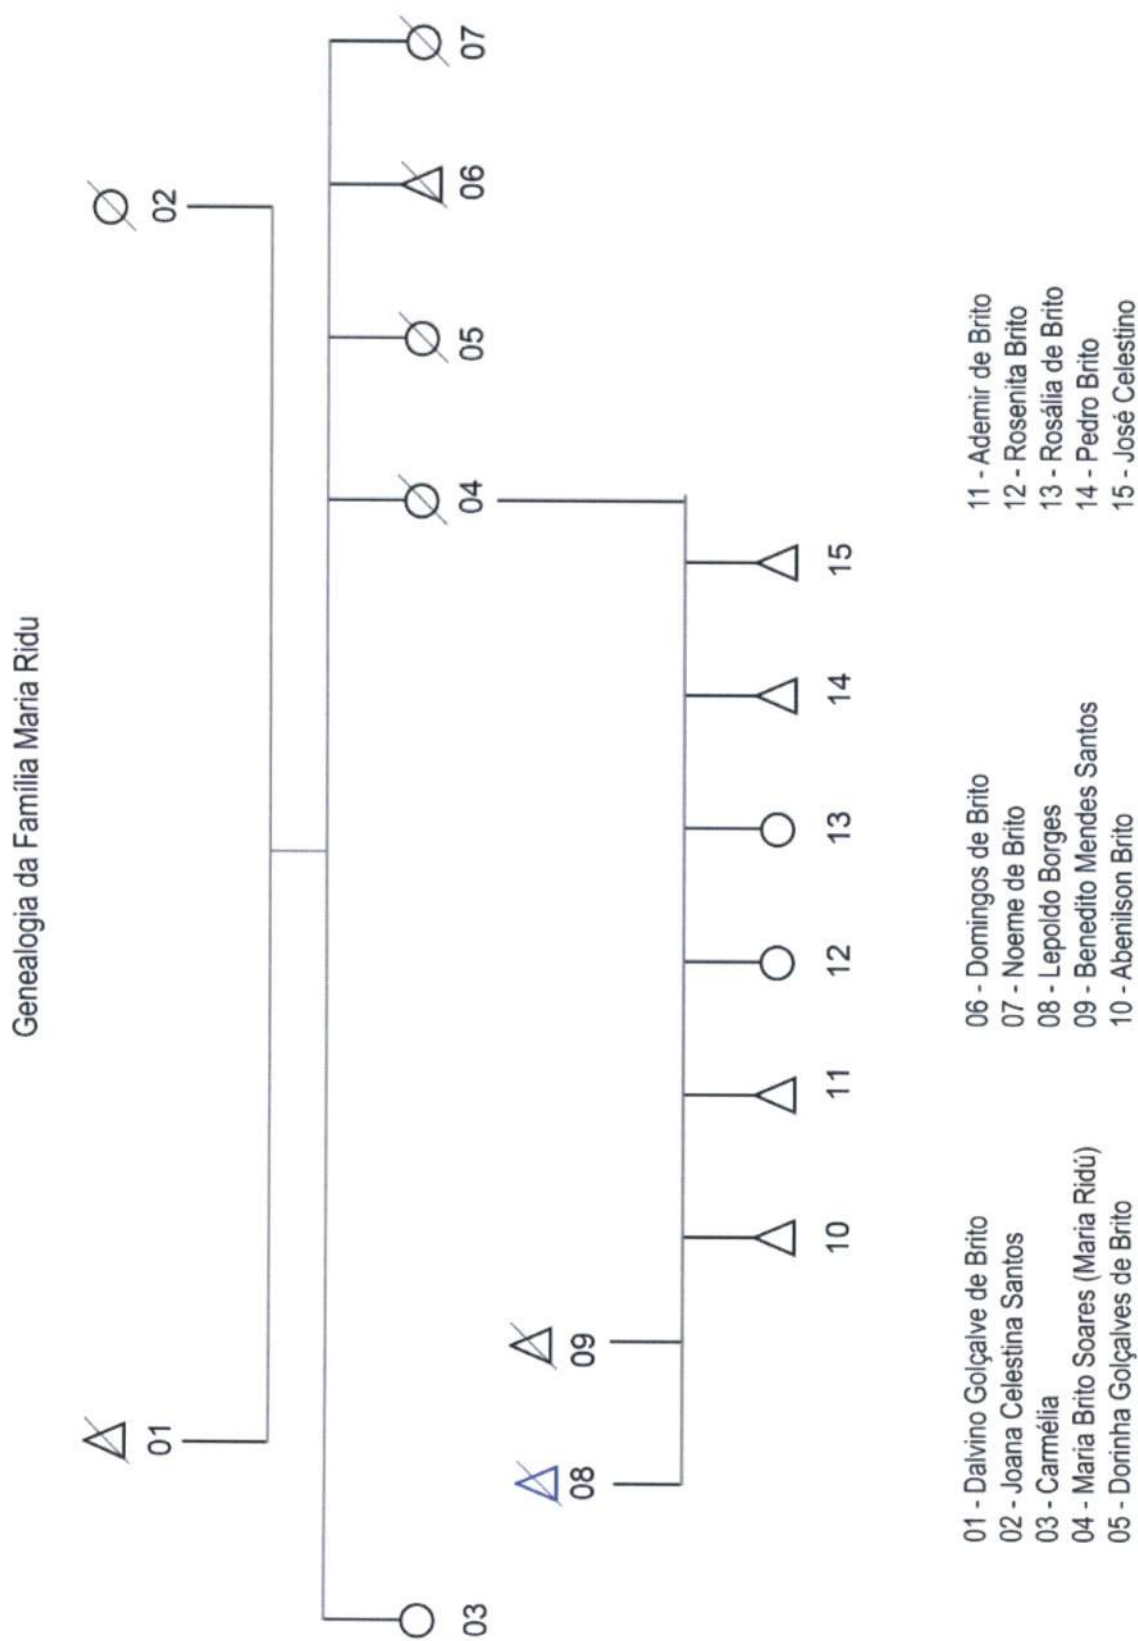 Genealogia da Família Maria Ridu
01
02
03
04
05
06
07
08
09
10
11
12
13
14
15
01 - Dalvino Golçalve de Brito
02 - Joana Celestina Santos
03 - Carmélia
04 - Maria Brito Soares (Maria Ridú)
05 - Dorinha Golçalves de Brito
06 - Domingos de Brito
07 - Noeme de Brito
08 - Lepoldo Borges
09 - Benedito Mendes Santos
10 - Abenilson Brito
11 - Ademir de Brito
12 - Rosenita Brito
13 - Rosália de Brito
14 - Pedro Brito
15 - José Celestino